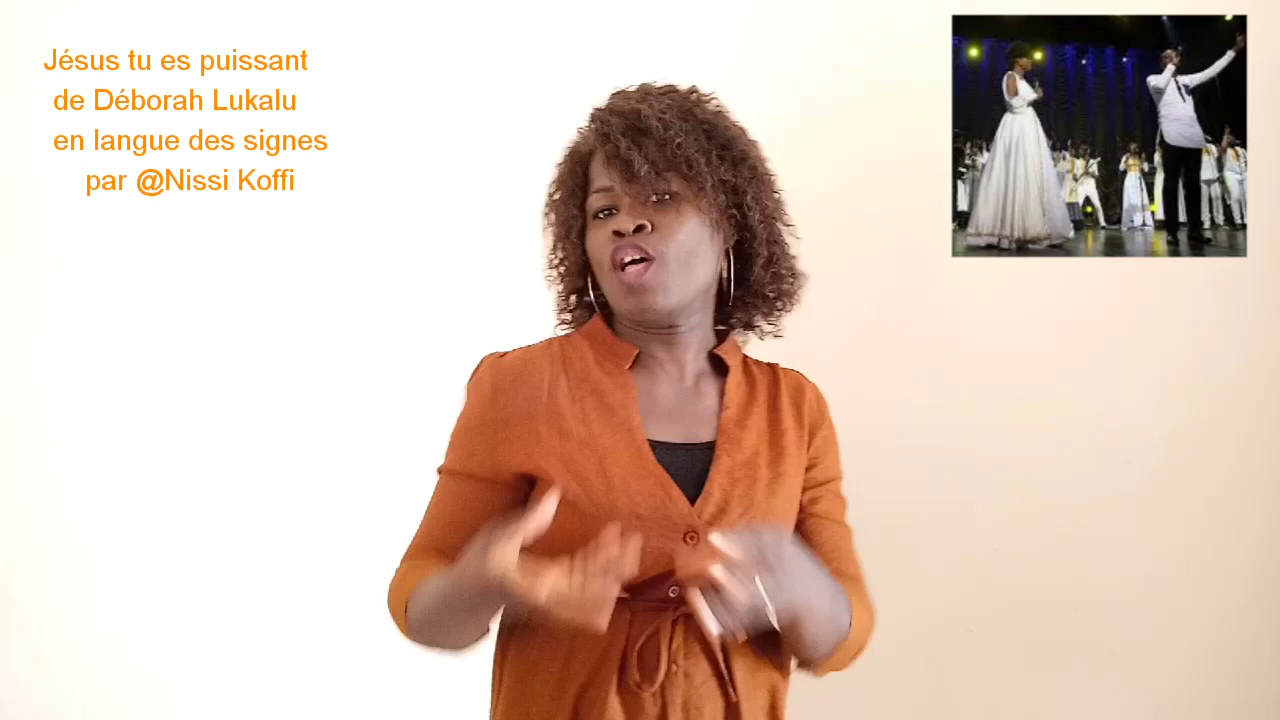 Jésus tu es puissant
de Déborah Lukalu
en langue des signes
par @Nissi Koffi